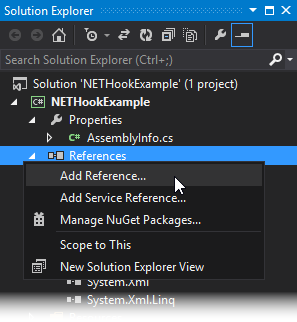 Solution Explorer
Search Solution Explorer (Ctrl+;)
Solution 'NETHookExample' (1 project)
C# NETHookExample
Properties
AssemblyInfo.cs
References
Add Reference...
Add Service Reference...
Manage NuGet Packages...
Scope to This
New Solution Explorer View
System.Xml
System.Xml.Linq